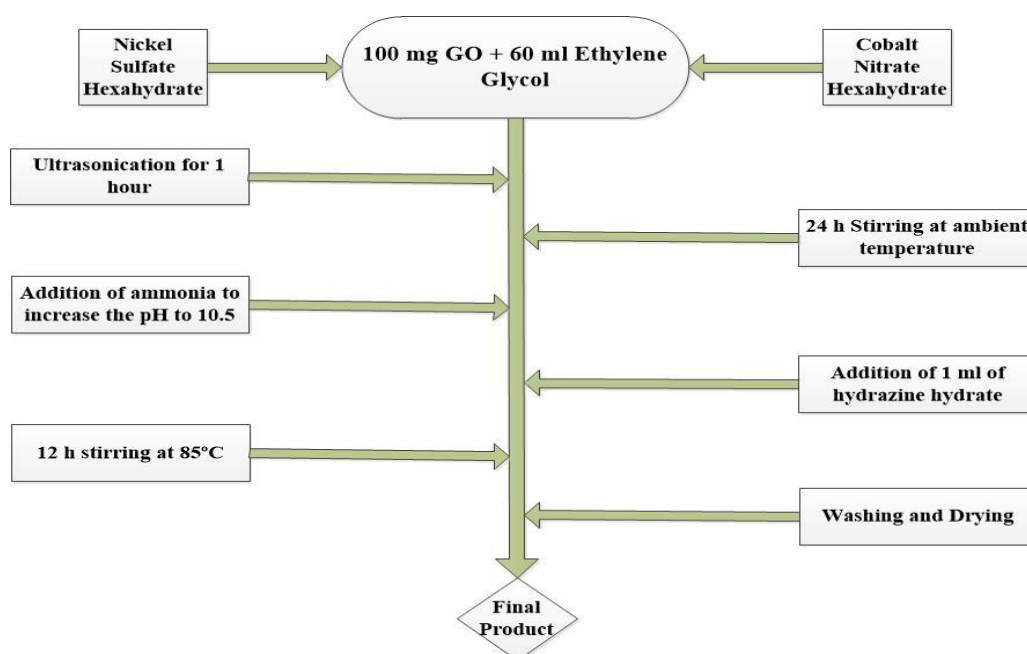 Nickel
Sulfate
Hexahydrate
100 mg GO + 60 ml Ethylene
Glycol
Cobalt
Nitrate
Hexahydrate
Ultrasonication for 1
hour
24 h Stirring at ambient
temperature
Addition of ammonia to
increase the pH to 10.5
Addition of 1 ml of
hydrazine hydrate
12 h stirring at 85ºC
Washing and Drying
Final
Product